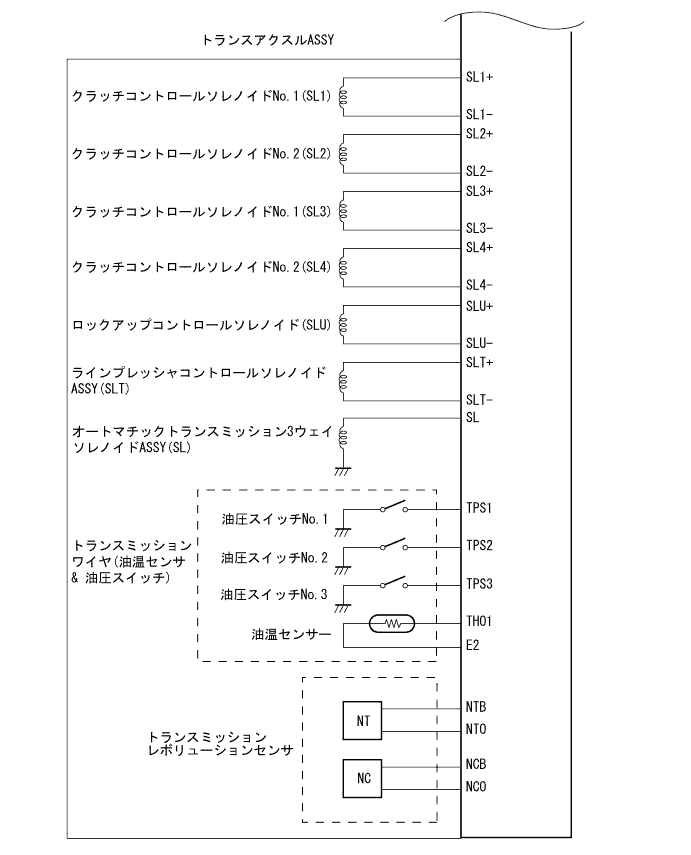 トランスアクスルASSY
クラッチコントロールソレノイドNo.1(SL1)
SL1+
SL1-
クラッチコントロールソレノイドNo.2(SL2)
SL2+
SL2-
クラッチコントロールソレノイドNo.1(SL3)
SL3+
SL3-
クラッチコントロールソレノイドNo.2(SL4)
SL4+
SL4-
ロックアップコントロールソレノイド(SLU)
SLU+
SLU-
ラインプレッシャコントロールソレノイド
ASSY(SLT)
SLT+
SLT-
オートマチックトランスミッション3ウェイ
ソレノイドASSY(SL)
SL
トランスミッション
ワイヤ(油温センサ
& 油圧スイッチ)
油圧スイッチNo.1
TPS1
油圧スイッチNo.2
TPS2
油圧スイッチNo.3
TPS3
油温センサー
THO1
E2
トランスミッション
レボリューションセンサ
NT
NTB
NTO
NC
NCB
NCO